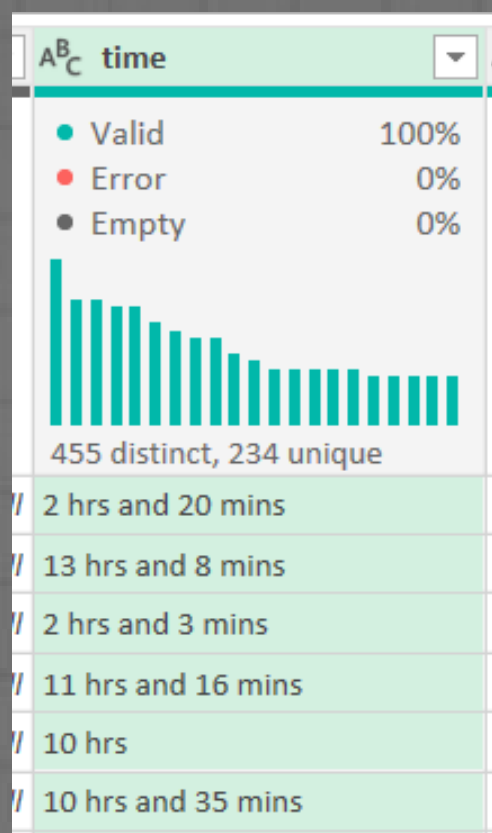 ABC time
Valid 100%
Error 0%
Empty 0%
455 distinct, 234 unique
2 hrs and 20 mins
13 hrs and 8 mins
2 hrs and 3 mins
11 hrs and 16 mins
10 hrs
10 hrs and 35 mins